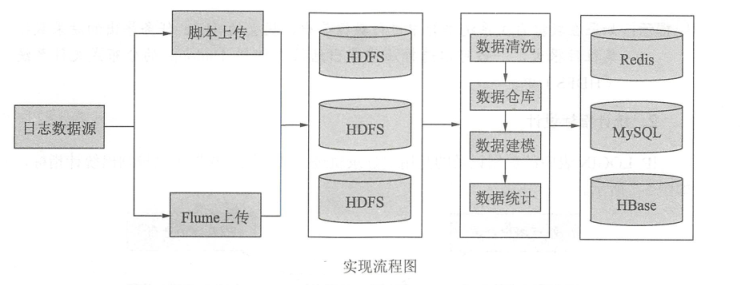 脚本上传
日志数据源
Flume上传
HDFS
HDFS
HDFS
数据清洗
数据仓库
数据建模
数据统计
Redis
MySQL
HBase
实现流程图